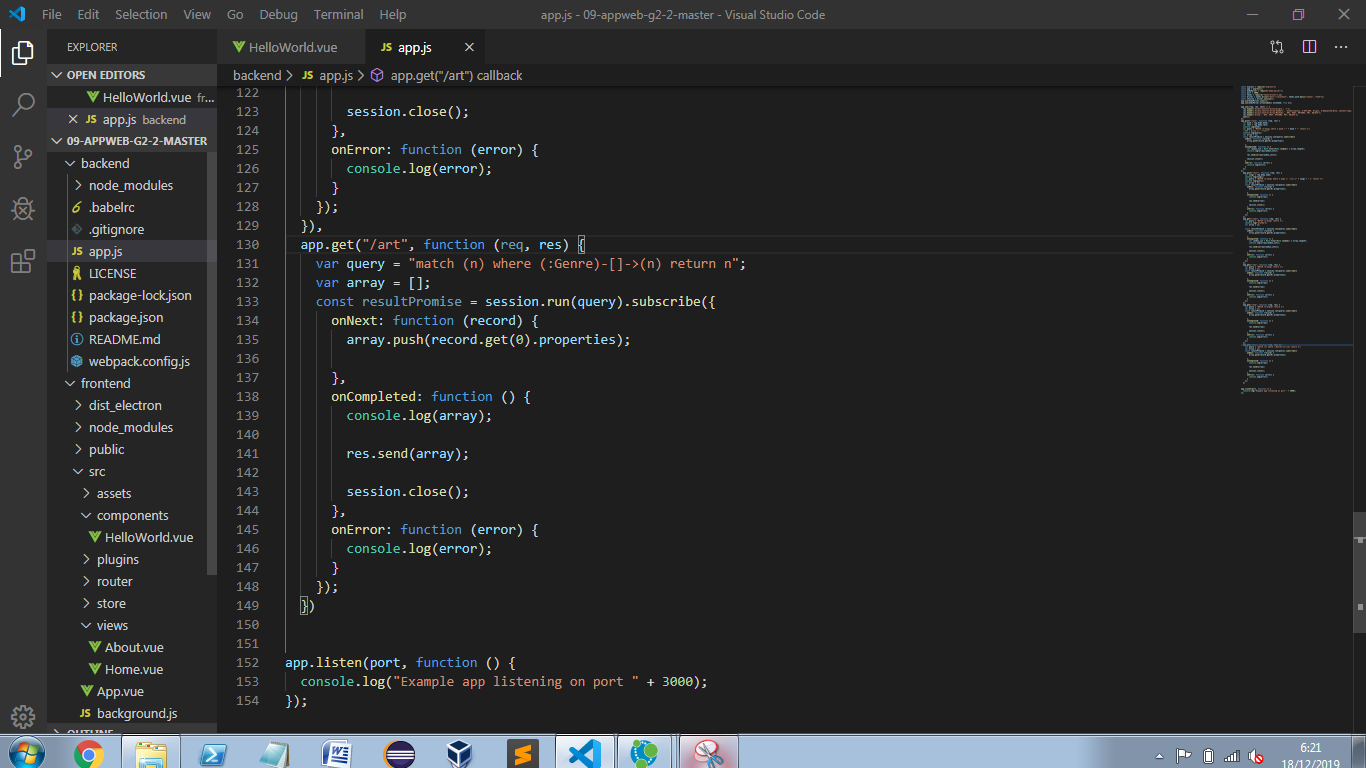 File Edit Selection View Go Debug Terminal Help app.js - 09-appweb-g2-2-master - Visual Studio Code
EXPLORER
OPEN EDITORS
HelloWorld.vue fr...
app.js backend
09-APPWEB-G2-2-MASTER
backend
node_modules
.babelrc
.gitignore
app.js
LICENSE
package-lock.json
package.json
README.md
webpack.config.js
frontend
dist_electron
node_modules
public
src
assets
components
HelloWorld.vue
plugins
router
store
views
About.vue
Home.vue
App.vue
background.js
OUTLINE
HelloWorld.vue JS app.js
backend > JS app.js > app.get("/art") callback
122
123 session.close();
124 },
125 onError: function (error) {
126 console.log(error);
127 }
128 });
129 }),
130 app.get("/art", function (req, res) {
131 var query = "match (n) where (:Genre)-[]->(n) return n";
132 var array = [];
133 const resultPromise = session.run(query).subscribe({
134 onNext: function (record) {
135 array.push(record.get(0).properties);
136
137 },
138 onCompleted: function () {
139 console.log(array);
140
141 res.send(array);
142
143 session.close();
144 },
145 onError: function (error) {
146 console.log(error);
147 }
148 });
149 })
150
151
152 app.listen(port, function () {
153 console.log("Example app listening on port " + 3000);
154 });
6:21
18/12/2019